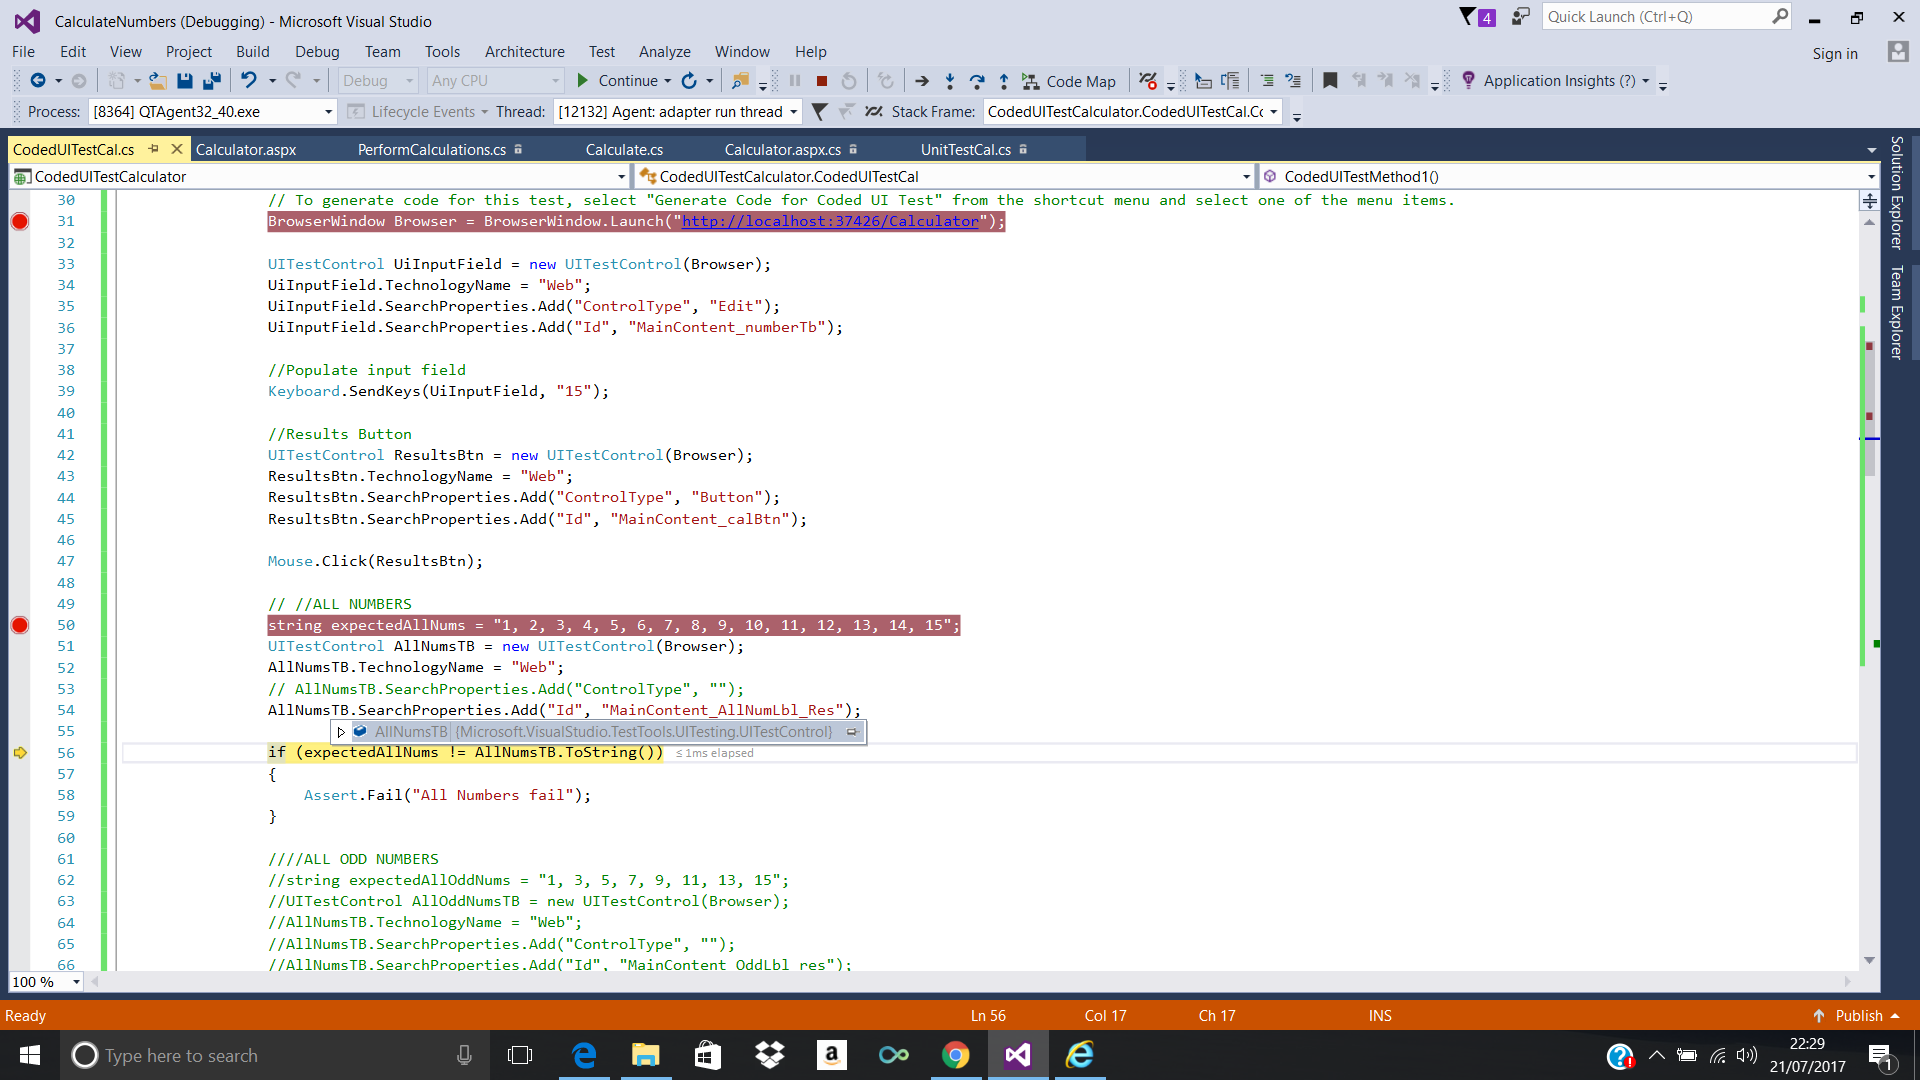 CalculateNumbers (Debugging) - Microsoft Visual Studio
4
Quick Launch (Ctrl+Q)
File Edit View Project Build Debug Team Tools Architecture Test Analyze Window Help
Sign in
Debug Any CPU Continue Code Map Application Insights (?)
Process: [8364] QTAgent32_40.exe Lifecycle Events Thread: [12132] Agent: adapter run thread Stack Frame: CodedUITestCalculator.CodedUITestCal.Cc
CodedUITestCal.cs Calculator.aspx PerformCalculations.cs Calculate.cs Calculator.aspx.cs UnitTestCal.cs
CodedUITestCalculator CodedUITestCalculator.CodedUITestCal CodedUITestMethod1()
Solution Explorer
Team Explorer
30 // To generate code for this test, select "Generate Code for Coded UI Test" from the shortcut menu and select one of the menu items.
31 BrowserWindow Browser = BrowserWindow.Launch("http://localhost:37426/Calculator");
32
33 UITestControl UiInputField = new UITestControl(Browser);
34 UiInputField.TechnologyName = "Web";
35 UiInputField.SearchProperties.Add("ControlType", "Edit");
36 UiInputField.SearchProperties.Add("Id", "MainContent_numberTb");
37
38 //Populate input field
39 Keyboard.SendKeys(UiInputField, "15");
40
41 //Results Button
42 UITestControl ResultsBtn = new UITestControl(Browser);
43 ResultsBtn.TechnologyName = "Web";
44 ResultsBtn.SearchProperties.Add("ControlType", "Button");
45 ResultsBtn.SearchProperties.Add("Id", "MainContent_calBtn");
46
47 Mouse.Click(ResultsBtn);
48
49 // //ALL NUMBERS
50 string expectedAllNums = "1, 2, 3, 4, 5, 6, 7, 8, 9, 10, 11, 12, 13, 14, 15";
51 UITestControl AllNumsTB = new UITestControl(Browser);
52 AllNumsTB.TechnologyName = "Web";
53 // AllNumsTB.SearchProperties.Add("ControlType", "");
54 AllNumsTB.SearchProperties.Add("Id", "MainContent_AllNumLbl_Res");
55 AllNumsTB {Microsoft.VisualStudio.TestTools.UITesting.UITestControl}
56 if (expectedAllNums != AllNumsTB.ToString()) ≤ 1ms elapsed
57 {
58 Assert.Fail("All Numbers fail");
59 }
60
61 ////ALL ODD NUMBERS
62 //string expectedAllOddNums = "1, 3, 5, 7, 9, 11, 13, 15";
63 //UITestControl AllOddNumsTB = new UITestControl(Browser);
64 //AllNumsTB.TechnologyName = "Web";
65 //AllNumsTB.SearchProperties.Add("ControlType", "");
66 //AllNumsTB.SearchProperties.Add("Id", "MainContent_OddLbl_res");
100 %
Ready Ln 56 Col 17 Ch 17 INS Publish
Type here to search
22:29
21/07/2017
1